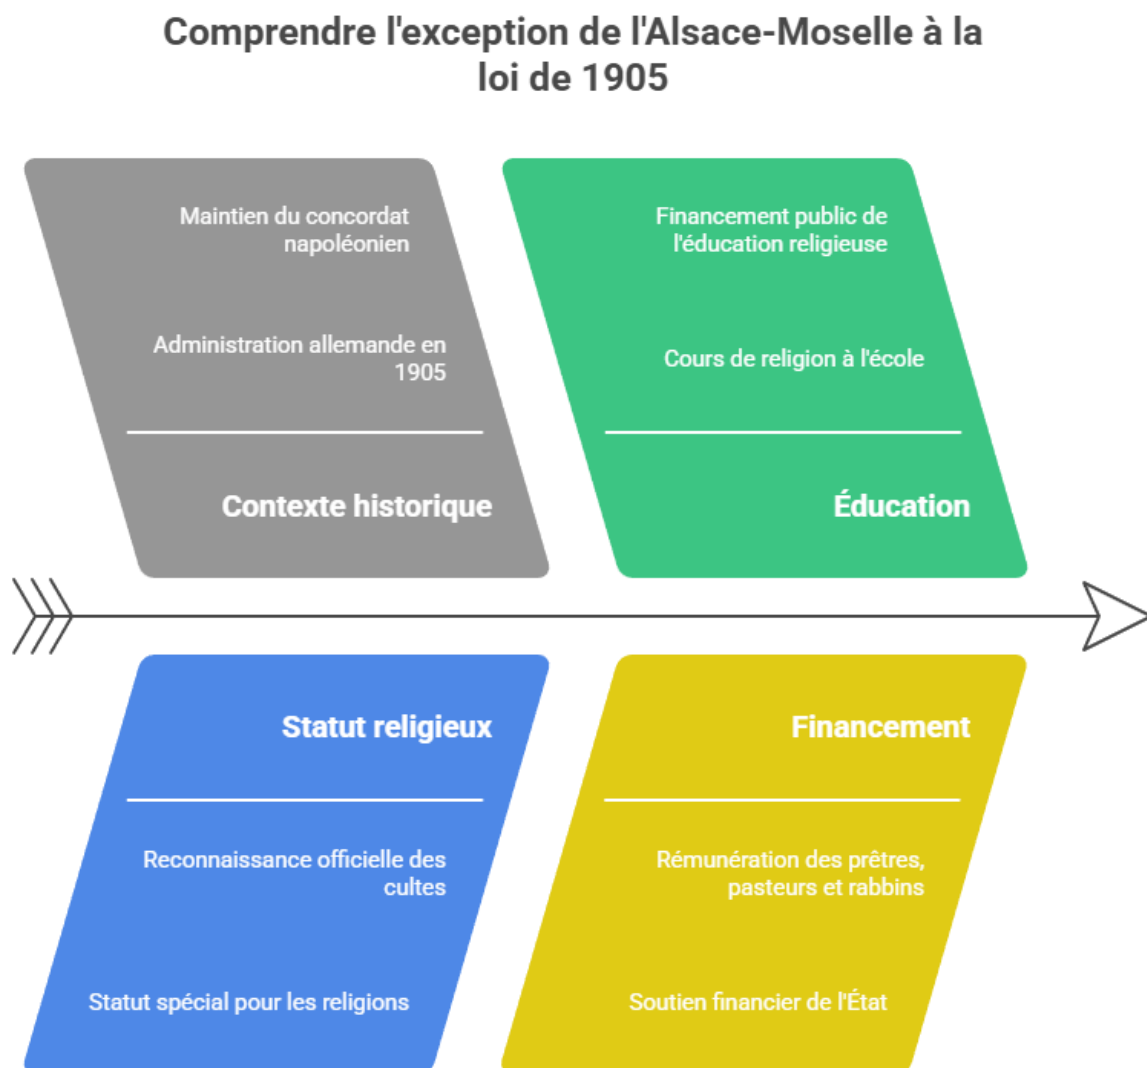 Comprendre l'exception de l'Alsace-Moselle à la
loi de 1905
Maintien du concordat
napoléonien
Administration allemande en
1905
Contexte historique
Financement public de
l'éducation religieuse
Cours de religion à l'école
Éducation
Statut religieux
Reconnaissance officielle des
cultes
Statut spécial pour les religions
Financement
Rémunération des prêtres,
pasteurs et rabbins
Soutien financier de l'État